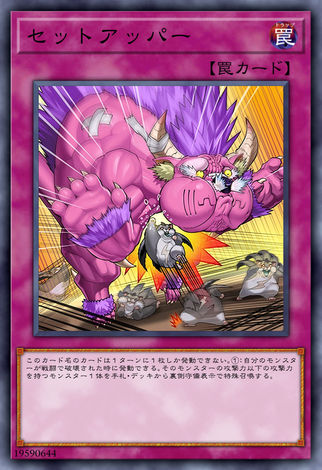 セットアッパー
トラップ
罠
【罠カード】
このカード名のカードは１ターンに１枚しか発動できない。①：自分のモンスタ
ーが戦闘で破壊された時に発動できる。そのモンスターの攻撃力以下の攻撃力
を持つモンスター１体を手札・デッキから裏側守備表示で特殊召喚する。
19590644